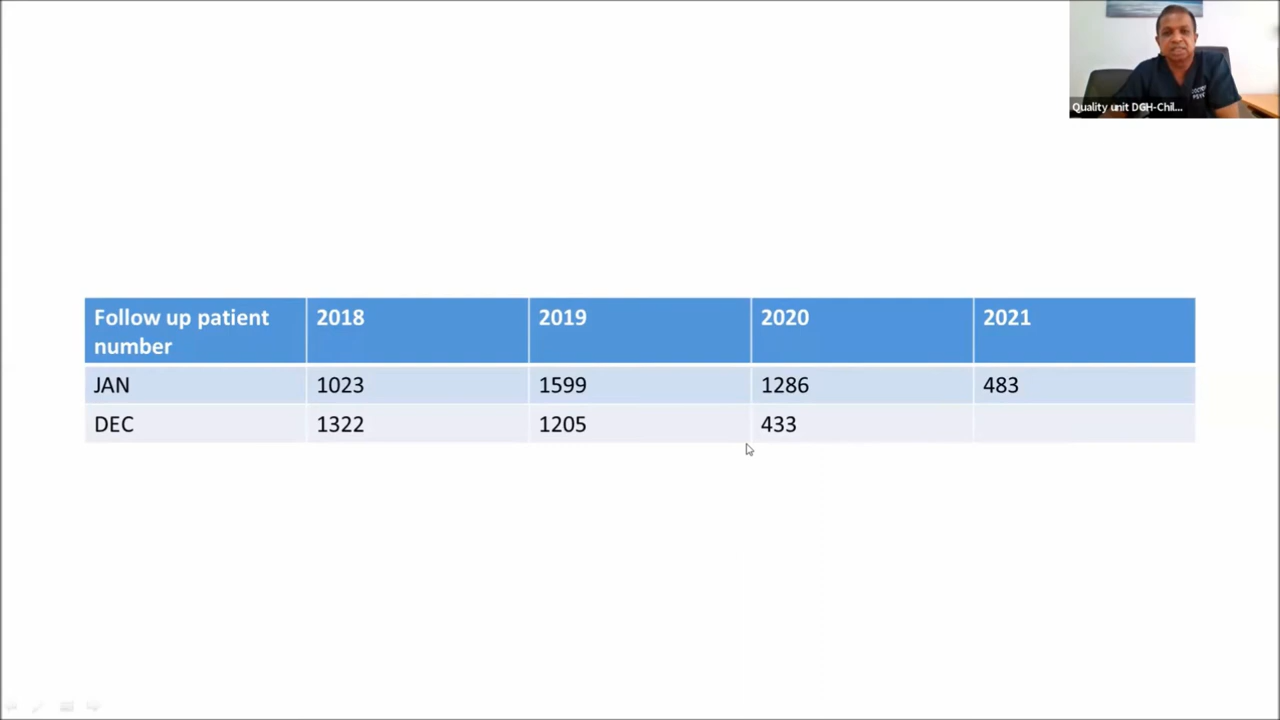 Quality unit DGH-Chil...
Follow up patient number 2018 2019 2020 2021
JAN 1023 1599 1286 483
DEC 1322 1205 433